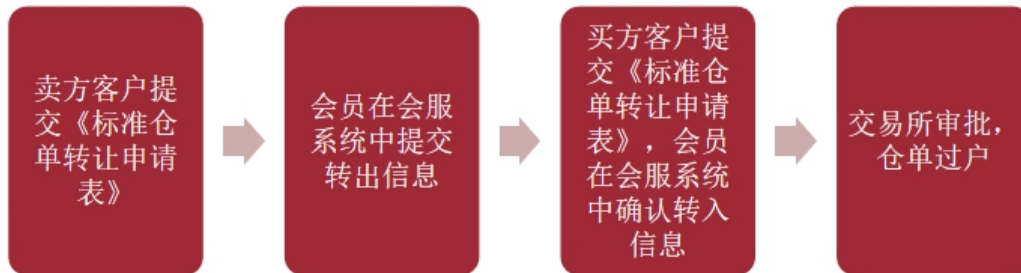 卖方客户提
交《标准仓
单转让申请
表》
会员在会服
系统中提交
转出信息
买方客户提
交《标准仓
单转让申请
表》，会员
在会服系统
中确认转入
信息
交易所审批，
仓单过户